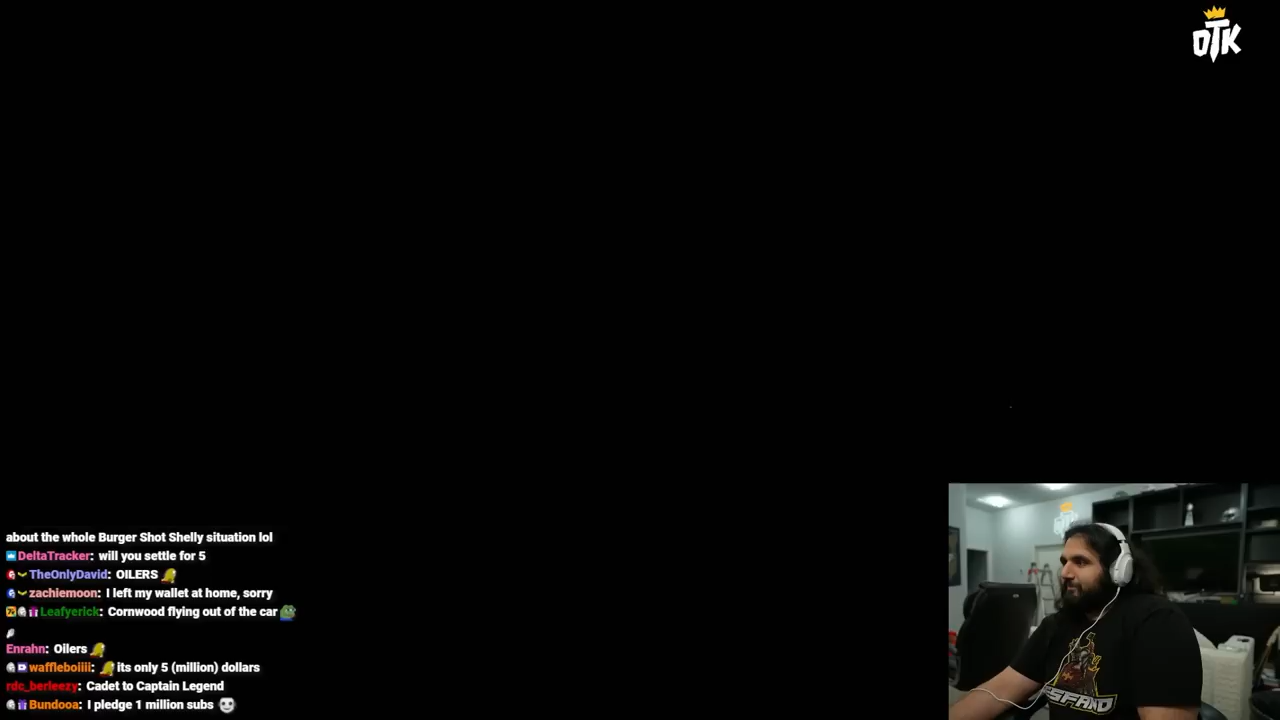 OTK
about the whole Burger Shot Shelly situation lol
DeltaTracker: will you settle for 5
TheOnlyDavid: OILERS
zachiemoon: I left my wallet at home, sorry
Leafyerick: Cornwood flying out of the car
Enrahn: Oilers
waffleboiiii: its only 5 (million) dollars
rdc_berleezy: Cadet to Captain Legend
Bundooa: I pledge 1 million subs
ESFAND